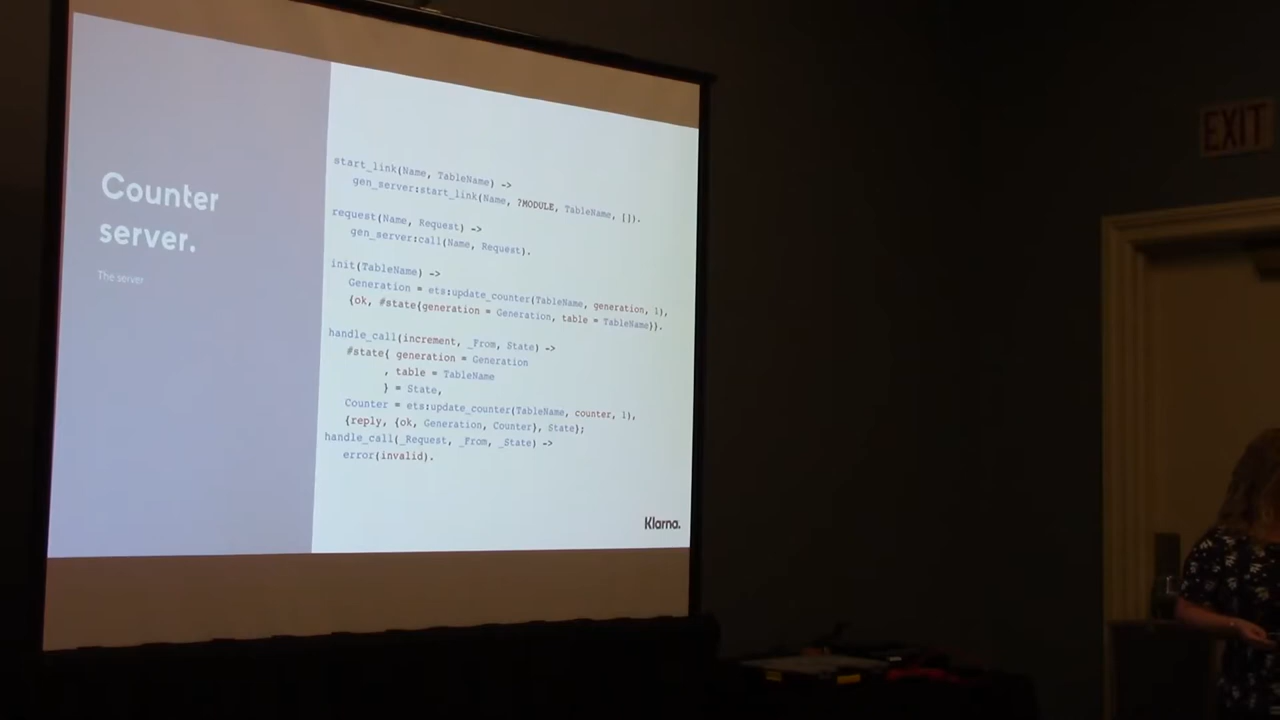 Counter
server.
The server
start_link(Name, TableName) ->
gen_server:start_link(Name, ?MODULE, TableName, []).
request(Name, Request) ->
gen_server:call(Name, Request).
init(TableName) ->
Generation = ets:update_counter(TableName, generation, 1),
{ok, #state{generation = Generation, table = TableName}}.
handle_call(increment, _From, State) ->
#state{ generation = Generation
, table = TableName
} = State,
Counter = ets:update_counter(TableName, counter, 1),
{reply, {ok, Generation, Counter}, State};
handle_call(_Request, _From, _State) ->
error(invalid).
Klarna.
EXIT